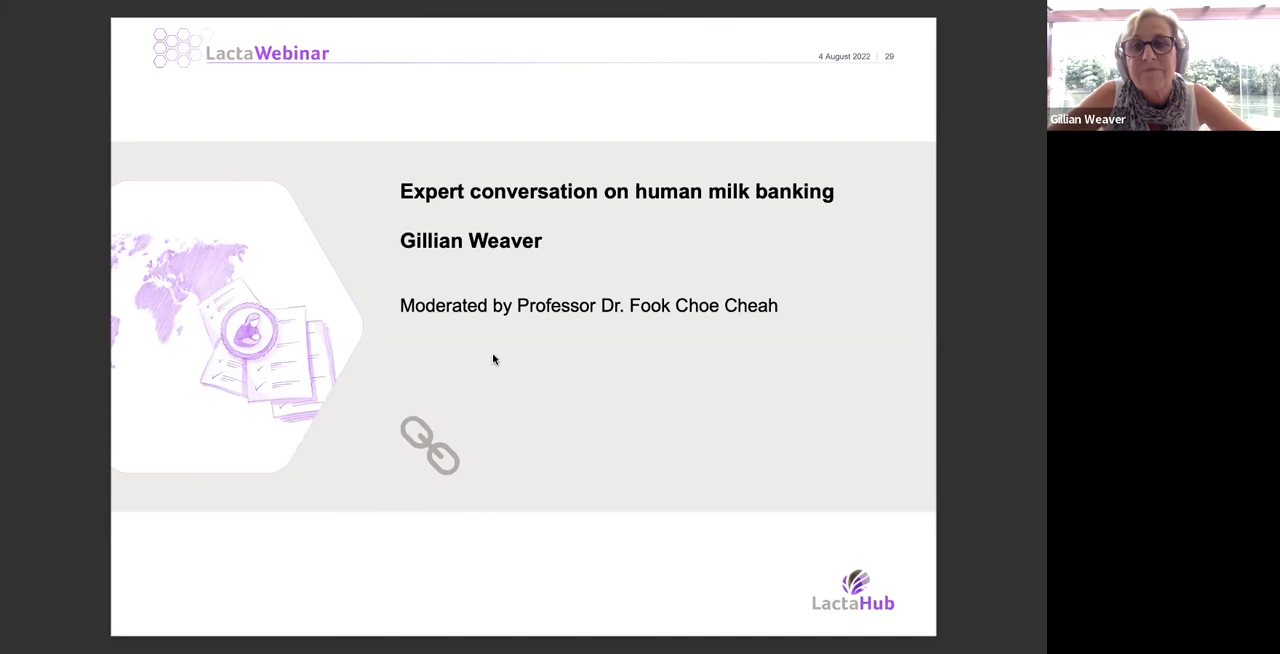 LactaWebinar
4 August 2022 | 29
Gillian Weaver
Expert conversation on human milk banking
Gillian Weaver
Moderated by Professor Dr. Fook Choe Cheah
LactaHub